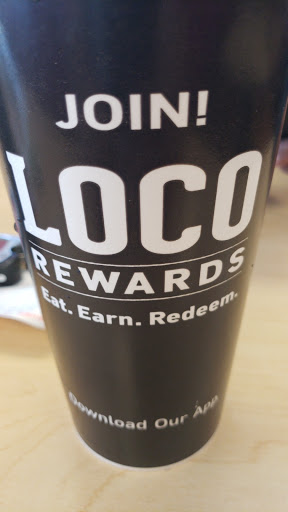 JOIN!
LOCO
REWARDS
Eat. Earn. Redeem.
Download Our App